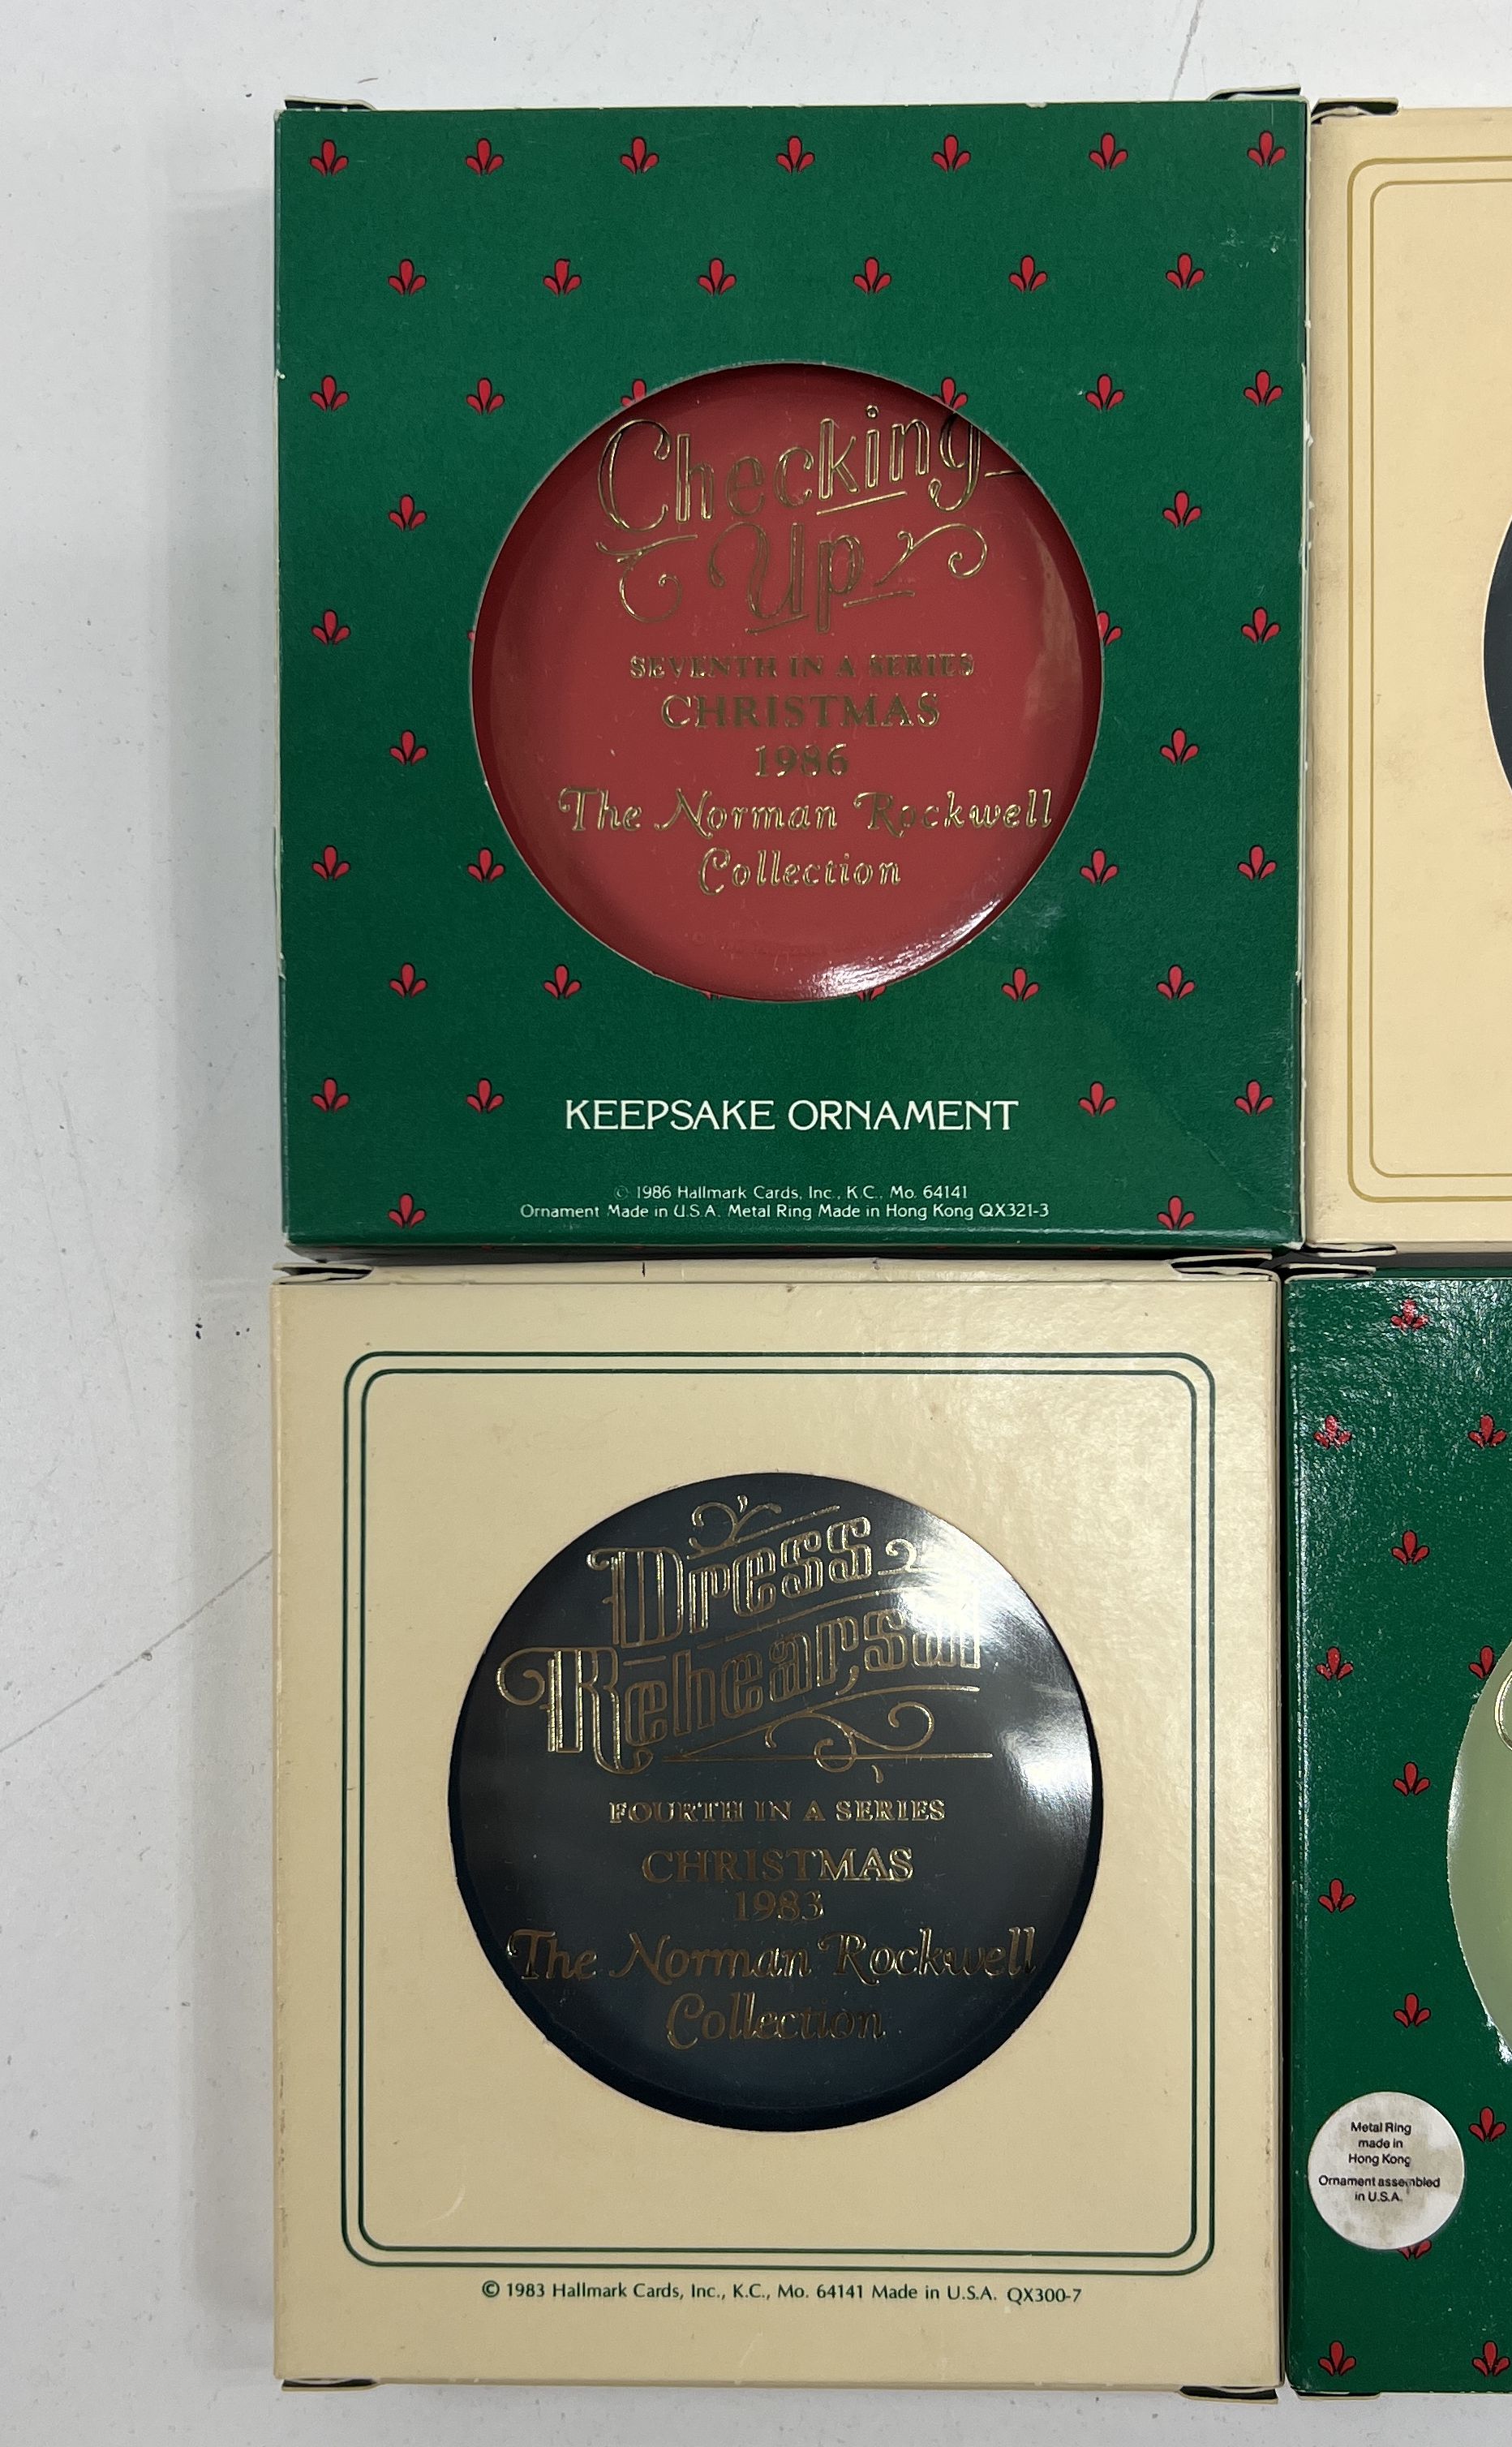 Checking
Up
SEVENTH IN A SERIES
CHRISTMAS
1986
The Norman Rockwell
Collection
KEEPSAKE ORNAMENT
© 1986 Hallmark Cards, Inc., K.C., Mo. 64141
Ornament Made in U.S.A. Metal Ring Made in Hong Kong QX321-3
Dress
Rehearsal
FOURTH IN A SERIES
CHRISTMAS
1983
The Norman Rockwell
Collection
© 1983 Hallmark Cards, Inc., K.C., Mo. 64141 Made in U.S.A. QX300-7
Metal Ring
made in
Hong Kong
Ornament assembled
in U.S.A.